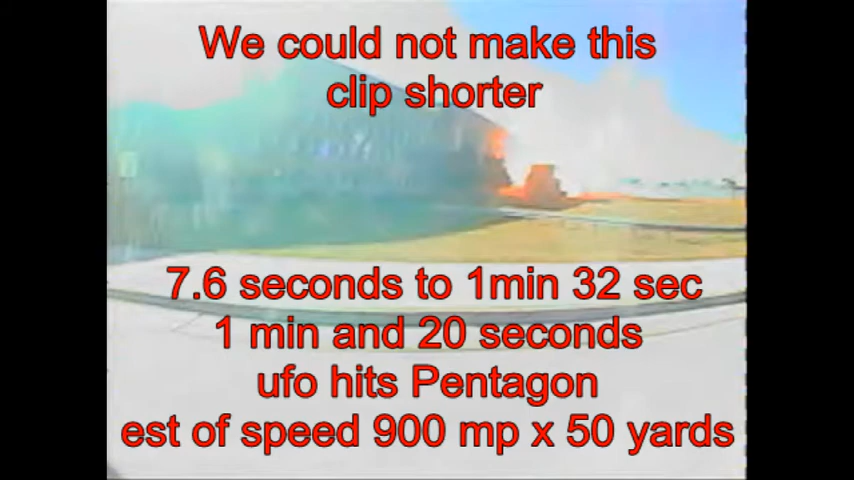 We could not make this
clip shorter
7.6 seconds to 1min 32 sec
1 min and 20 seconds
ufo hits Pentagon
est of speed 900 mp x 50 yards